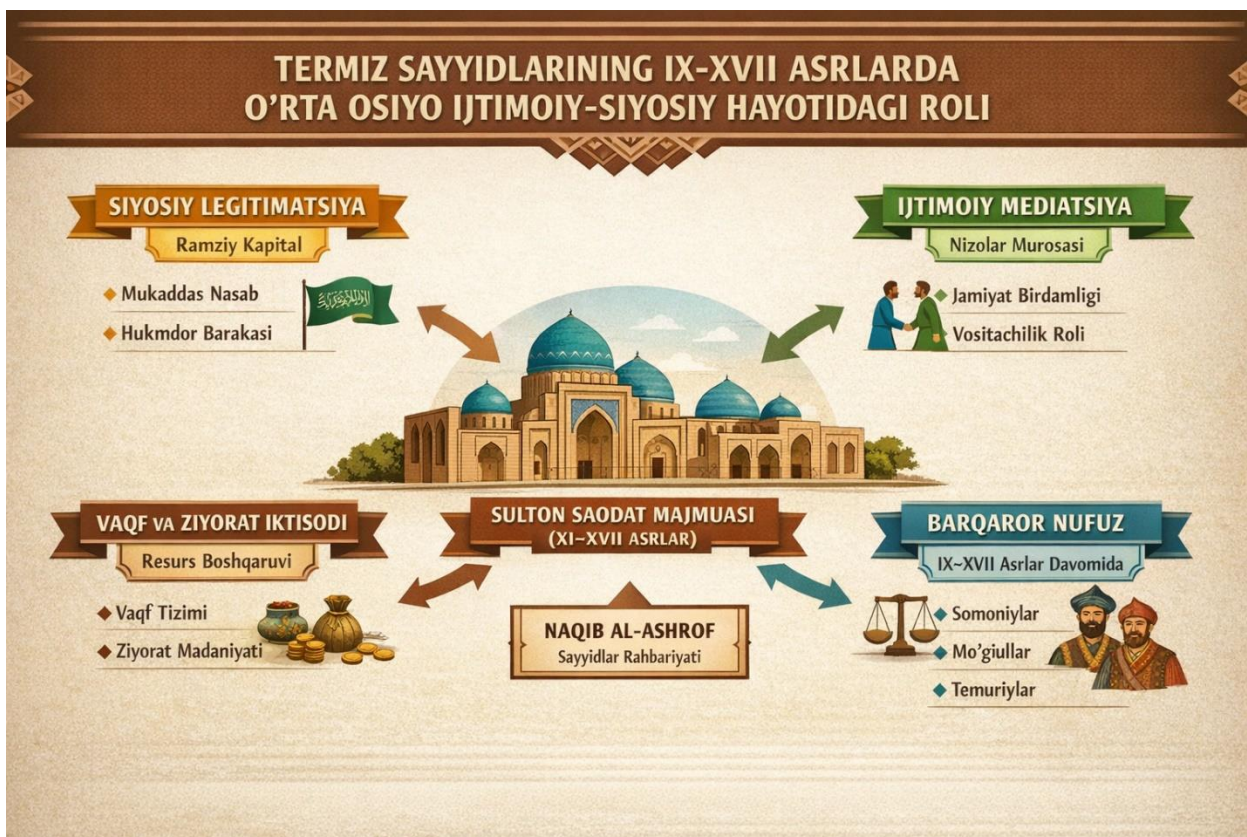 TERMIZ SAYYIDLARINING IX-XVII ASRLARDA
O'RTA OSIYO IJTIMOIY-SIYOSIY HAYOTIDAGI ROLI
SIYOSIY LEGITIMATSIYA
Ramziy Kapital
Mukaddas Nasab
Hukmdor Barakasi
IJTIMOIY MEDIATSIYA
Nizolar Murosasi
Jamiyat Birdamligi
Vositachilik Roli
VAQF VA ZIYORAT IKTISODI
Resurs Boshqaruvi
Vaqf Tizimi
Ziyorat Madaniyati
SULTON SAODAT MAJMUASI
(XI–XVII ASRLAR)
NAQIB AL-ASHROF
Sayyidlar Rahbariyati
BARQAROR NUFUZ
IX~XVII Asrlar Davomida
Somoniylar
Mo'giullar
Temuriylar